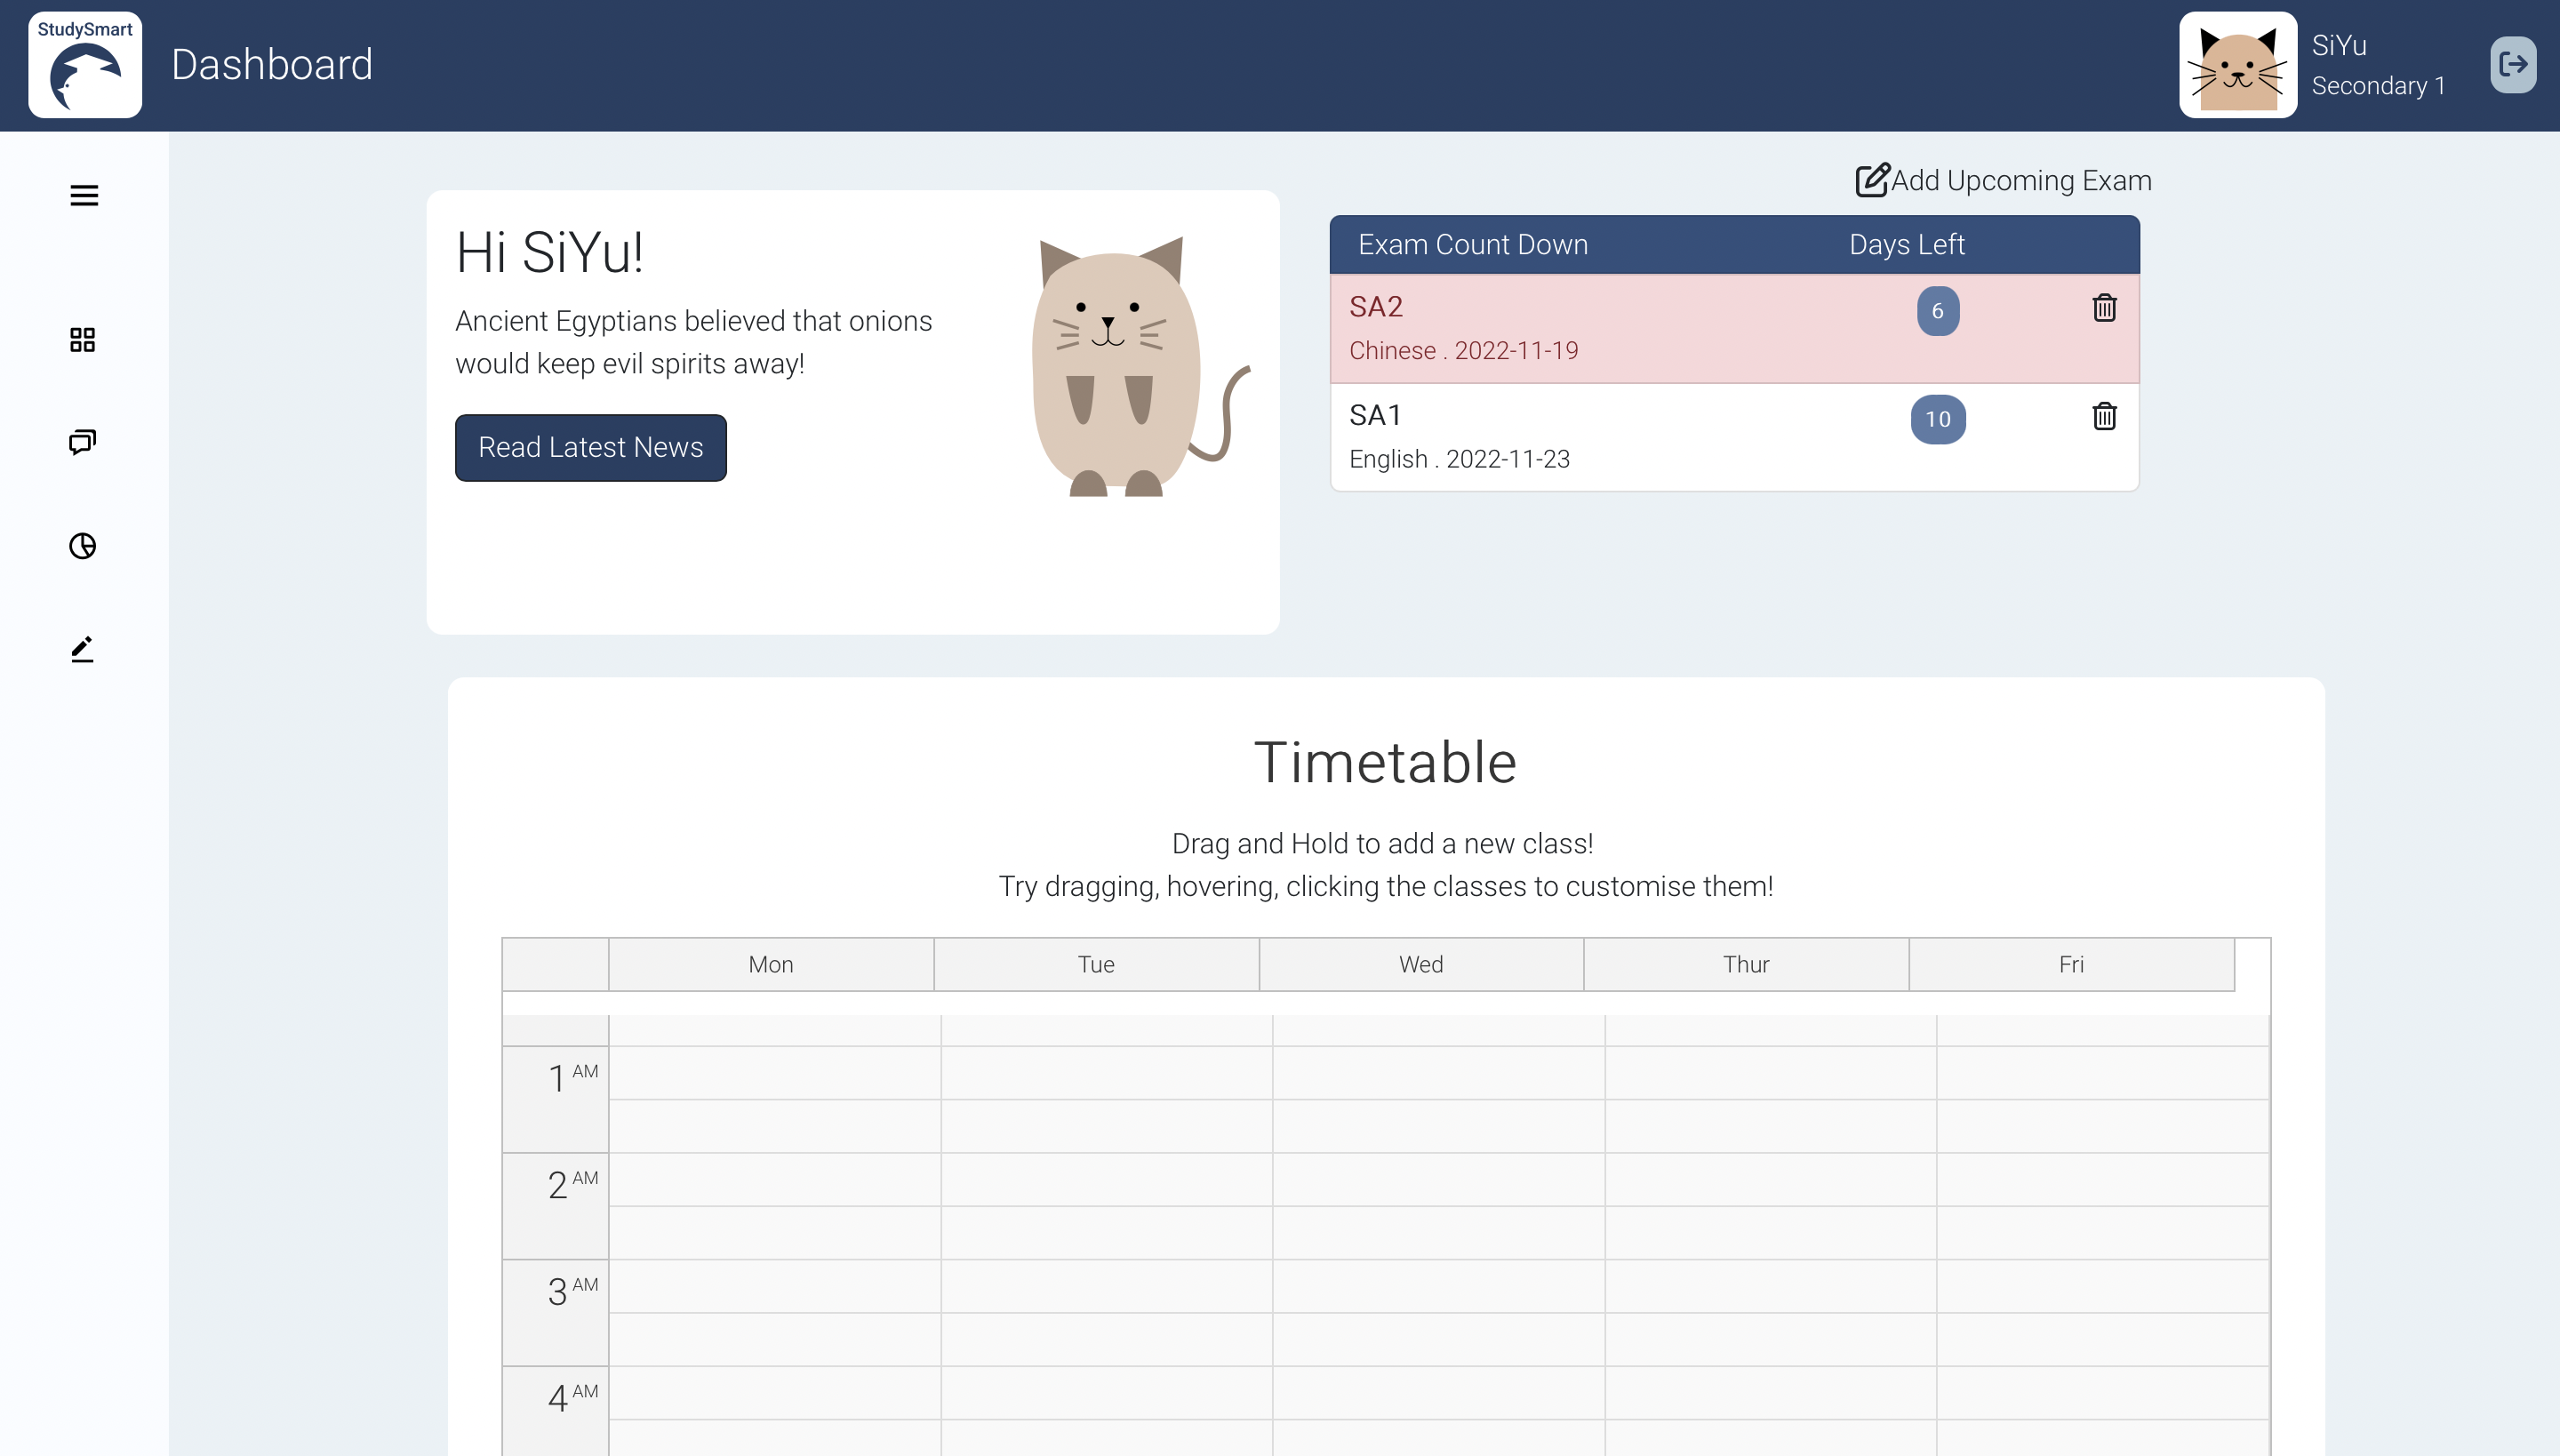 StudySmart
Dashboard
SiYu
Secondary 1
Hi SiYu!
Ancient Egyptians believed that onions
would keep evil spirits away!
Read Latest News
Add Upcoming Exam
Exam Count Down Days Left
SA2 6
Chinese . 2022-11-19
SA1 10
English . 2022-11-23
Timetable
Drag and Hold to add a new class!
Try dragging, hovering, clicking the classes to customise them!
Mon Tue Wed Thur Fri
1 AM
2 AM
3 AM
4 AM